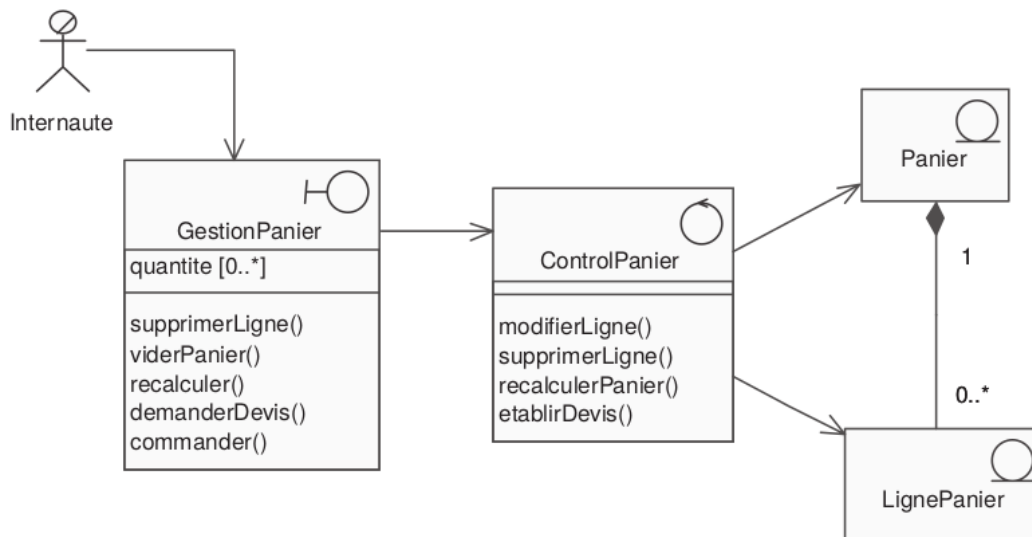 Internaute
GestionPanier
quantite [0..*]
supprimerLigne()
viderPanier()
recalculer()
demanderDevis()
commander()
ControlPanier
modifierLigne()
supprimerLigne()
recalculerPanier()
etablirDevis()
Panier
1
0..*
LignePanier